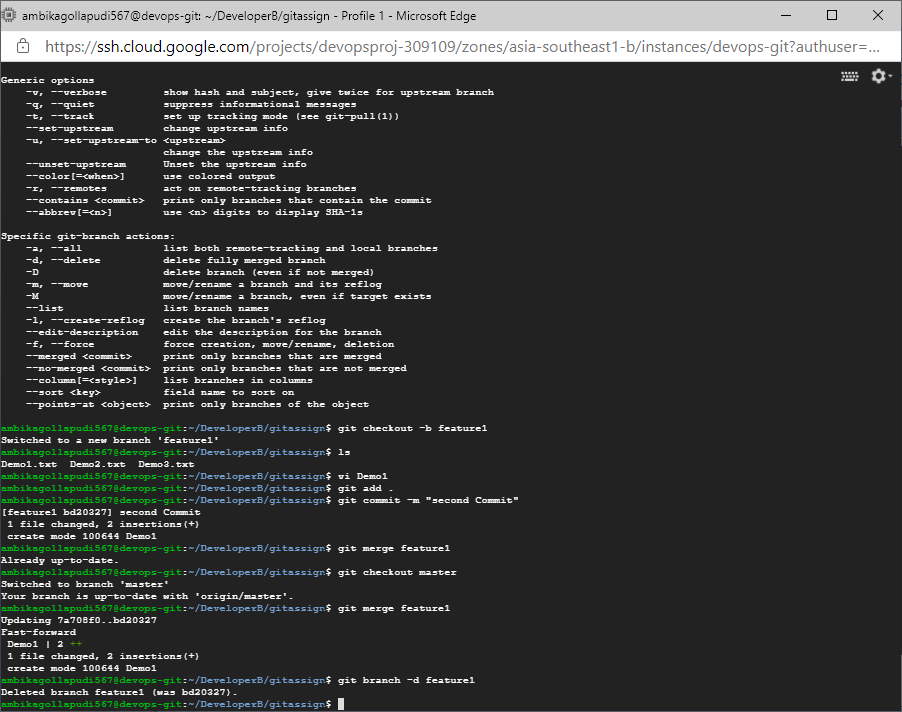 ambikagollapudi567@devops-git: ~/DeveloperB/gitassign - Profile 1 - Microsoft Edge
https://ssh.cloud.google.com/projects/devopsproj-309109/zones/asia-southeast1-b/instances/devops-git?authuser=...
Generic options
    -v, --verbose         show hash and subject, give twice for upstream branch
    -q, --quiet           suppress informational messages
    -t, --track           set up tracking mode (see git-pull(1))
    --set-upstream        change upstream info
    -u, --set-upstream-to <upstream>
                          change the upstream info
    --unset-upstream      Unset the upstream info
    --color[=<when>]      use colored output
    -r, --remotes         act on remote-tracking branches
    --contains <commit>   print only branches that contain the commit
    --abbrev[=<n>]        use <n> digits to display SHA-1s
Specific git-branch actions:
    -a, --all             list both remote-tracking and local branches
    -d, --delete          delete fully merged branch
    -D                    delete branch (even if not merged)
    -m, --move            move/rename a branch and its reflog
    -M                    move/rename a branch, even if target exists
    --list                list branch names
    -l, --create-reflog   create the branch's reflog
    --edit-description    edit the description for the branch
    -f, --force           force creation, move/rename, deletion
    --merged <commit>     print only branches that are merged
    --no-merged <commit>  print only branches that are not merged
    --column[=<style>]    list branches in columns
    --sort <key>          field name to sort on
    --points-at <object>  print only branches of the object
ambikagollapudi567@devops-git:~/DeveloperB/gitassign$ git checkout -b feature1
Switched to a new branch 'feature1'
ambikagollapudi567@devops-git:~/DeveloperB/gitassign$ ls
Demo1.txt  Demo2.txt  Demo3.txt
ambikagollapudi567@devops-git:~/DeveloperB/gitassign$ vi Demo1
ambikagollapudi567@devops-git:~/DeveloperB/gitassign$ git add .
ambikagollapudi567@devops-git:~/DeveloperB/gitassign$ git commit -m "second Commit"
[feature1 bd20327] second Commit
 1 file changed, 2 insertions(+)
 create mode 100644 Demo1
ambikagollapudi567@devops-git:~/DeveloperB/gitassign$ git merge feature1
Already up-to-date.
ambikagollapudi567@devops-git:~/DeveloperB/gitassign$ git checkout master
Switched to branch 'master'
Your branch is up-to-date with 'origin/master'.
ambikagollapudi567@devops-git:~/DeveloperB/gitassign$ git merge feature1
Updating 7a708f0..bd20327
Fast-forward
 Demo1 | 2 ++
 1 file changed, 2 insertions(+)
 create mode 100644 Demo1
ambikagollapudi567@devops-git:~/DeveloperB/gitassign$ git branch -d feature1
Deleted branch feature1 (was bd20327).
ambikagollapudi567@devops-git:~/DeveloperB/gitassign$